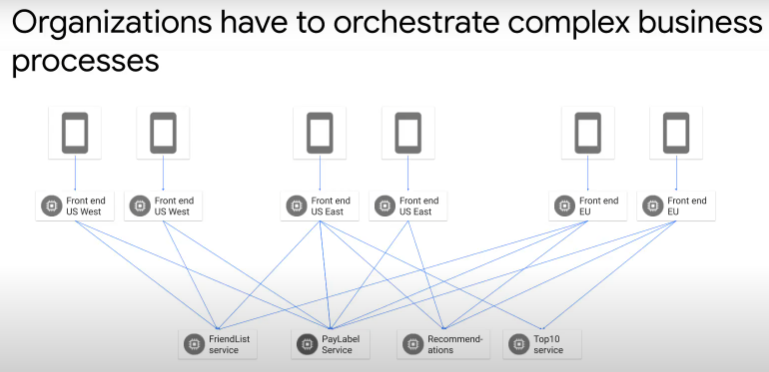 Organizations have to orchestrate complex business
processes
Front end
US West
Front end
US West
Front end
US East
Front end
US East
Front end
EU
Front end
EU
FriendList
service
PayLabel
Service
Recommend-
ations
Top10
service